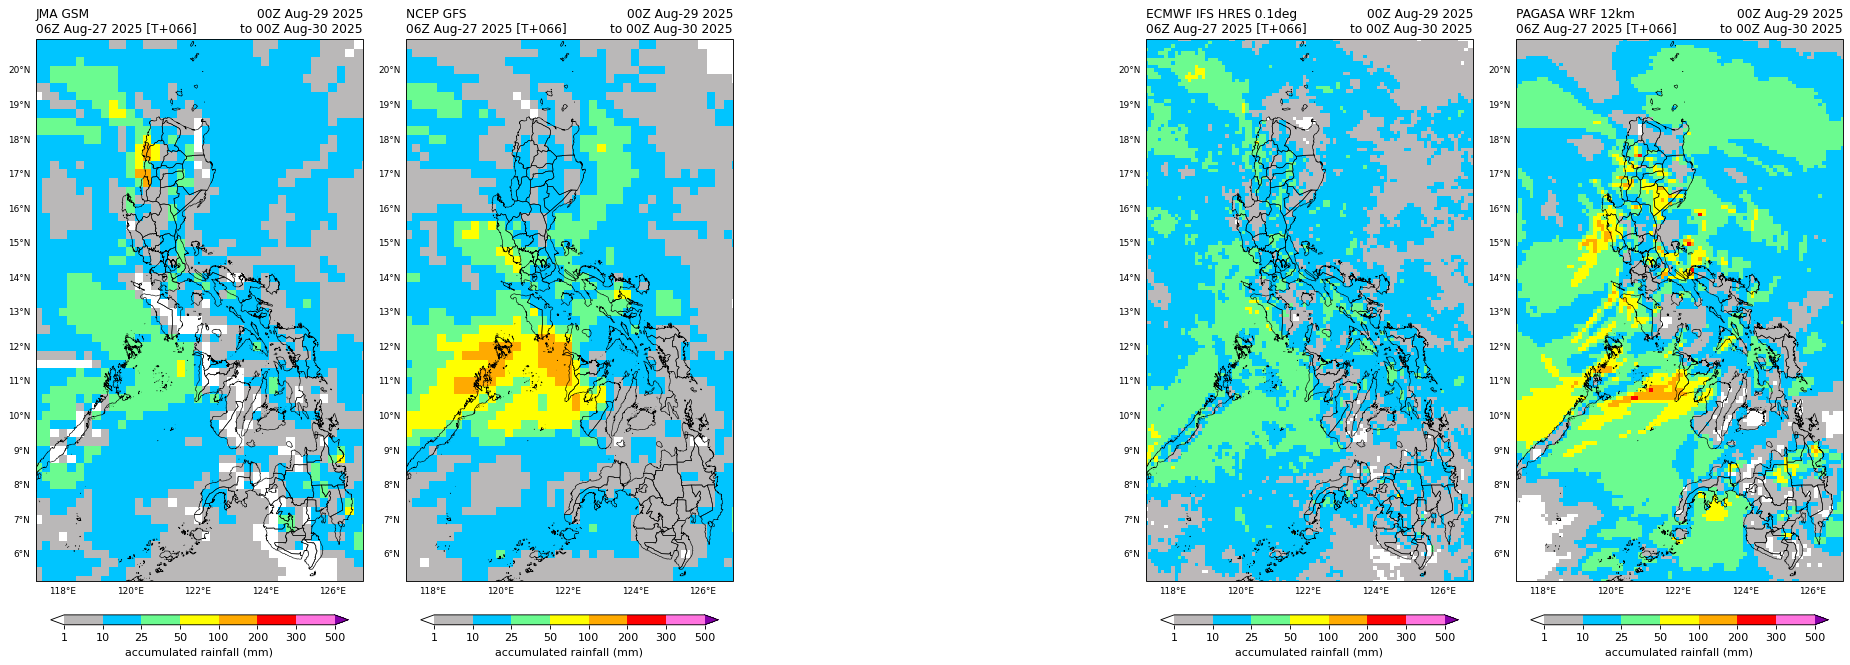 JMA GSM 00Z Aug-29 2025
06Z Aug-27 2025 [T+066] to 00Z Aug-30 2025
20°N
19°N
18°N
17°N
16°N
15°N
14°N
13°N
12°N
11°N
10°N
9°N
8°N
7°N
6°N
118°E 120°E 122°E 124°E 126°E
1 10 25 50 100 200 300 500
accumulated rainfall (mm)
NCEP GFS 00Z Aug-29 2025
06Z Aug-27 2025 [T+066] to 00Z Aug-30 2025
20°N
19°N
18°N
17°N
16°N
15°N
14°N
13°N
12°N
11°N
10°N
9°N
8°N
7°N
6°N
118°E 120°E 122°E 124°E 126°E
1 10 25 50 100 200 300 500
accumulated rainfall (mm)
ECMWF IFS HRES 0.1deg 00Z Aug-29 2025
06Z Aug-27 2025 [T+066] to 00Z Aug-30 2025
20°N
19°N
18°N
17°N
16°N
15°N
14°N
13°N
12°N
11°N
10°N
9°N
8°N
7°N
6°N
118°E 120°E 122°E 124°E 126°E
1 10 25 50 100 200 300 500
accumulated rainfall (mm)
PAGASA WRF 12km 00Z Aug-29 2025
06Z Aug-27 2025 [T+066] to 00Z Aug-30 2025
20°N
19°N
18°N
17°N
16°N
15°N
14°N
13°N
12°N
11°N
10°N
9°N
8°N
7°N
6°N
118°E 120°E 122°E 124°E 126°E
1 10 25 50 100 200 300 500
accumulated rainfall (mm)